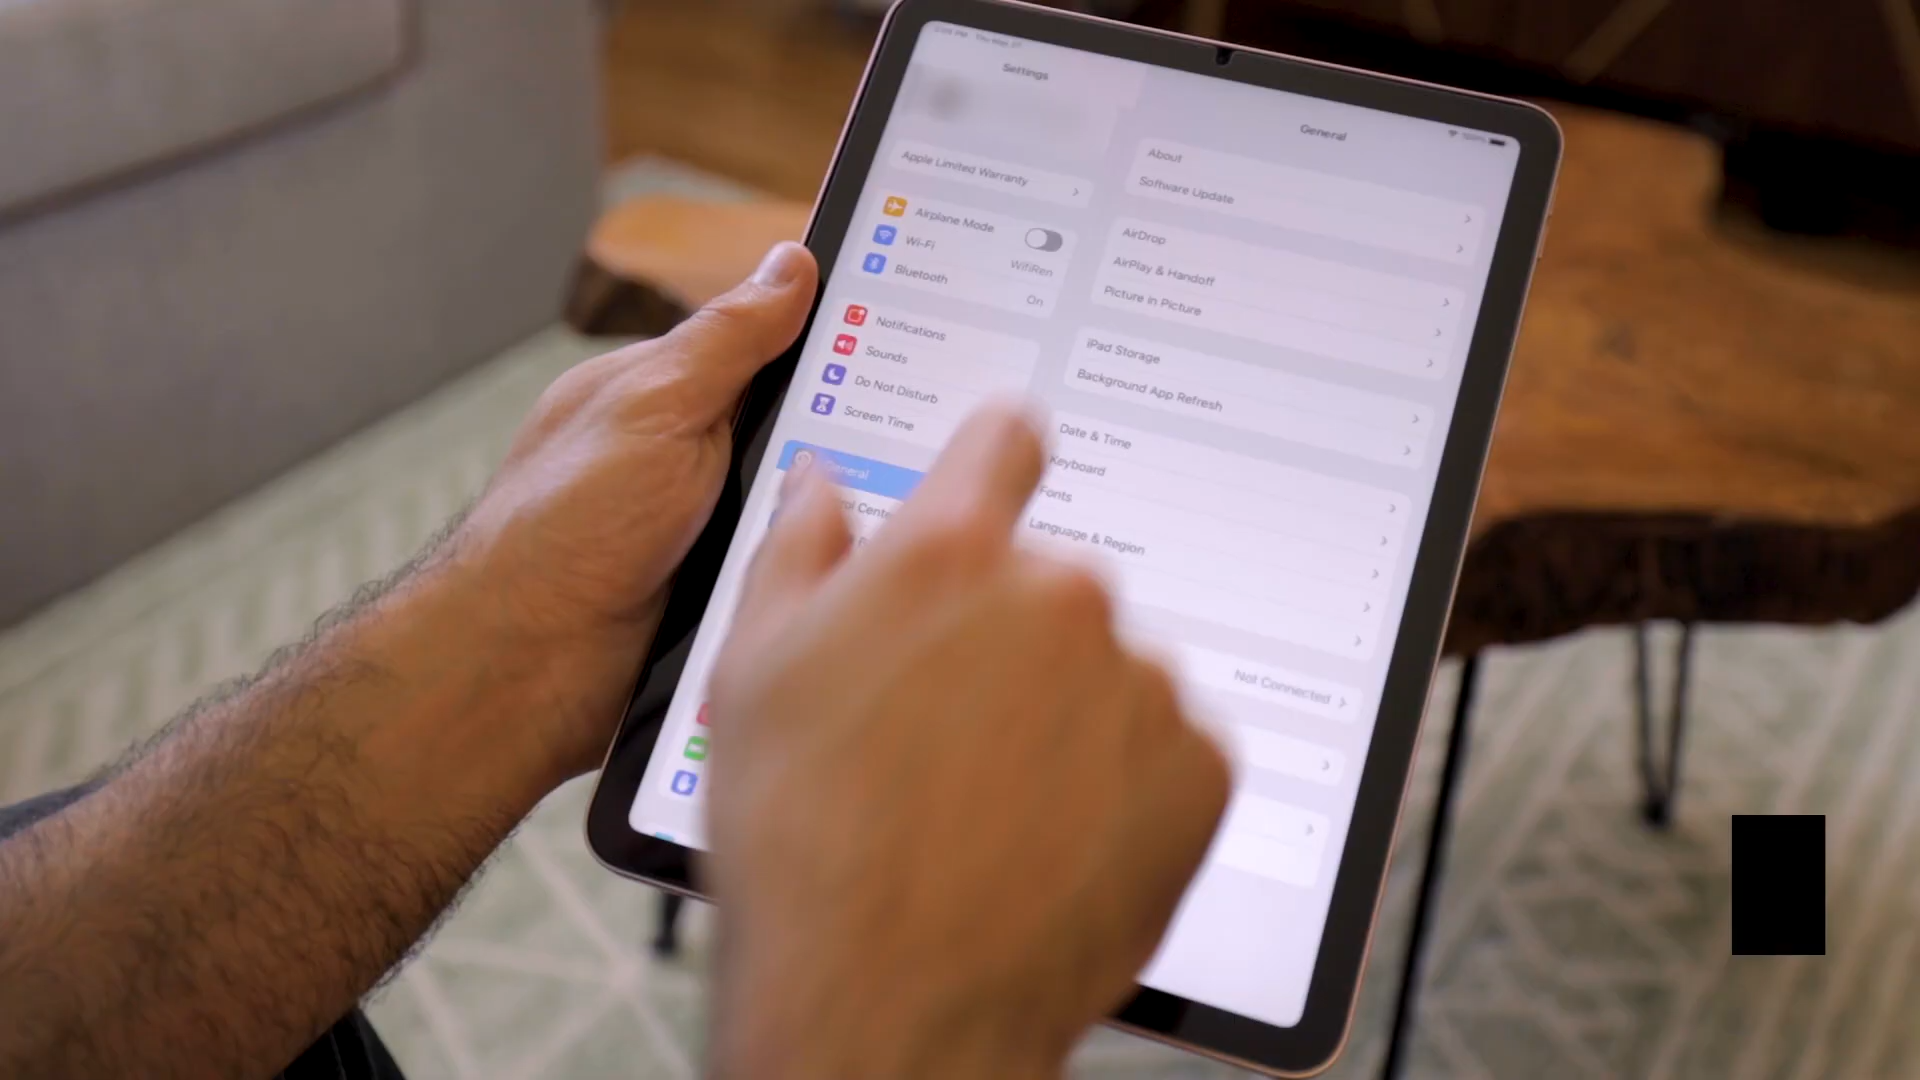 Settings
Apple Limited Warranty
Airplane Mode
Wi-Fi
WifiRen
Bluetooth
On
Notifications
Sounds
Do Not Disturb
Screen Time
General
General
About
Software Update
AirDrop
AirPlay & Handoff
Picture in Picture
iPad Storage
Background App Refresh
Date & Time
Keyboard
Fonts
Language & Region
Not Connected